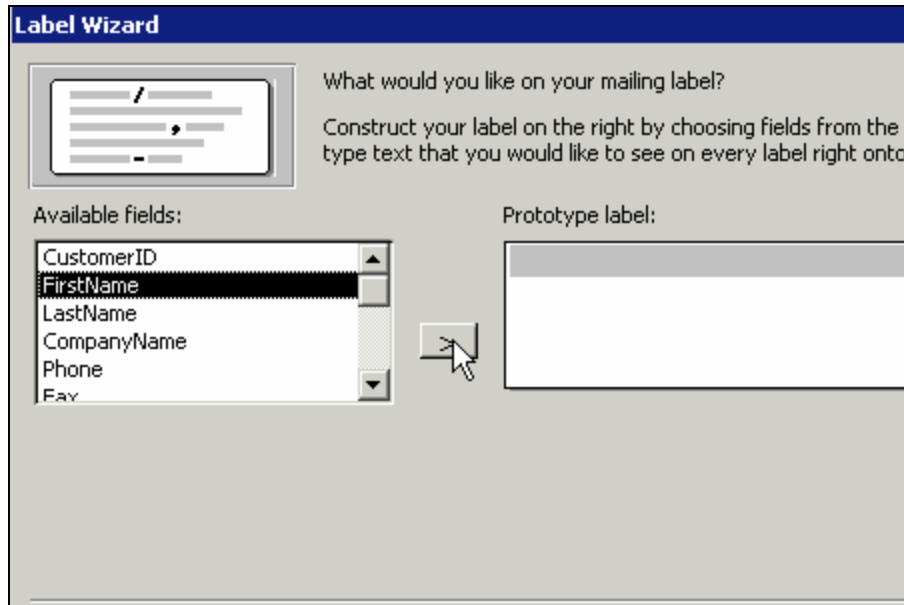 Label Wizard
What would you like on your mailing label?
Construct your label on the right by choosing fields from the
type text that you would like to see on every label right onto
Available fields:
Prototype label:
CustomerID
FirstName
LastName
CompanyName
Phone
Fax
>